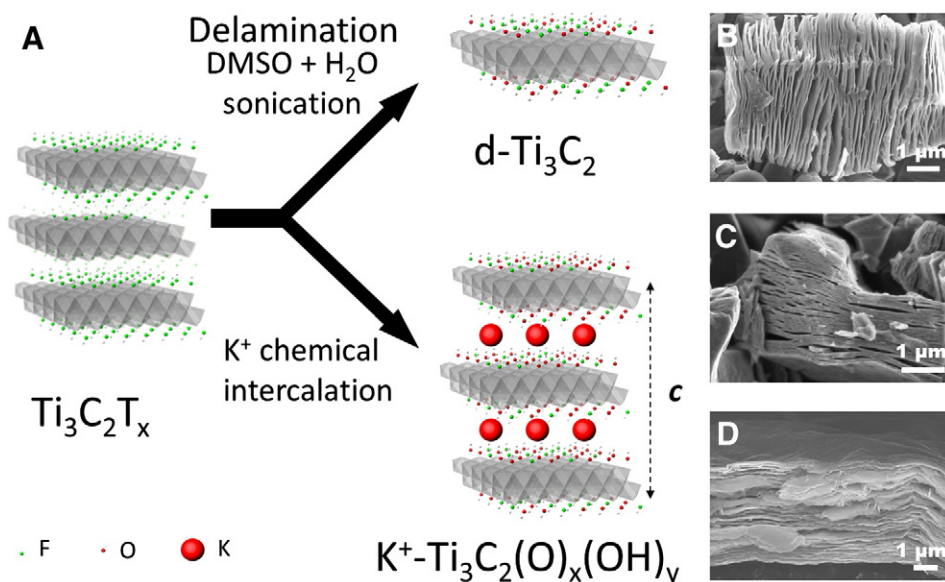 A
Delamination
DMSO + H₂O
sonication
d-Ti₃C₂
Ti₃C₂Tₓ
K⁺ chemical
intercalation
c
F O K
K⁺-Ti₃C₂(O)ₓ(OH)ᵧ
B
1 µm
C
1 µm
D
1 µm